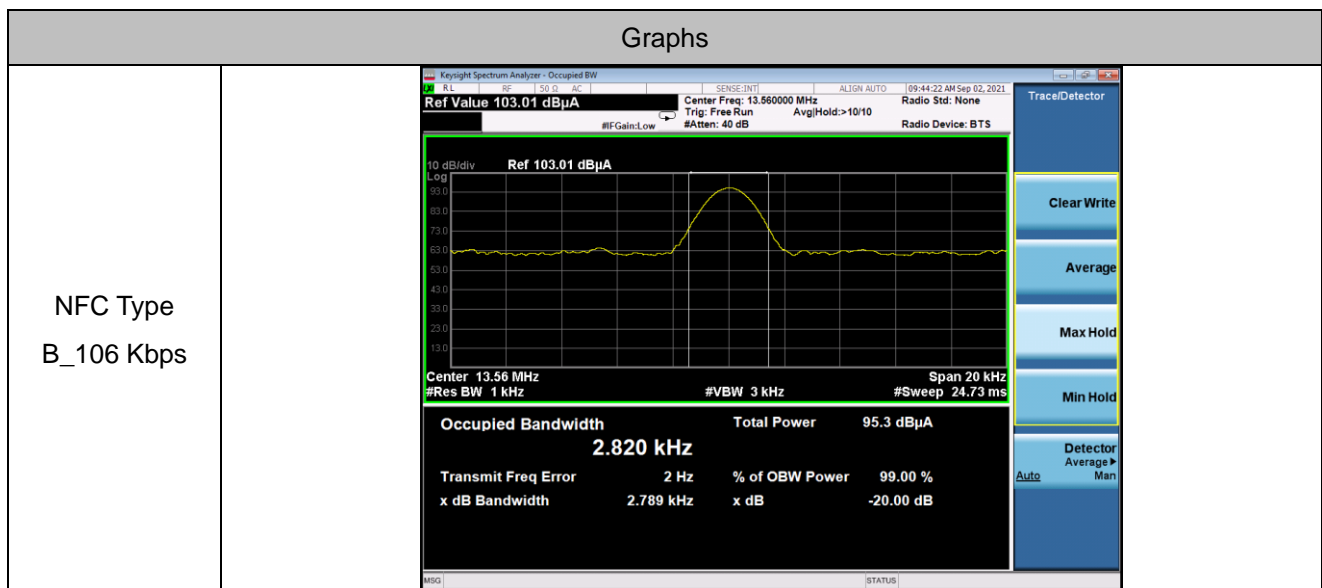 Graphs
NFC Type
B_106 Kbps
Keysight Spectrum Analyzer - Occupied BW
RL RF 50 Ω AC SENSE:INT ALIGN AUTO 09:44:22 AM Sep 02, 2021
Ref Value 103.01 dBµA Center Freq: 13.560000 MHz Radio Std: None
Trig: Free Run Avg|Hold:>10/10
#IFGain:Low #Atten: 40 dB Radio Device: BTS
10 dB/div Ref 103.01 dBµA
Log
93.0
83.0
73.0
63.0
53.0
43.0
33.0
23.0
13.0
Center 13.56 MHz Span 20 kHz
#Res BW 1 kHz #VBW 3 kHz #Sweep 24.73 ms
Occupied Bandwidth Total Power 95.3 dBµA
2.820 kHz
Transmit Freq Error 2 Hz % of OBW Power 99.00 %
x dB Bandwidth 2.789 kHz x dB -20.00 dB
MSG STATUS
Trace/Detector
Clear Write
Average
Max Hold
Min Hold
Detector
Average▶
Auto Man